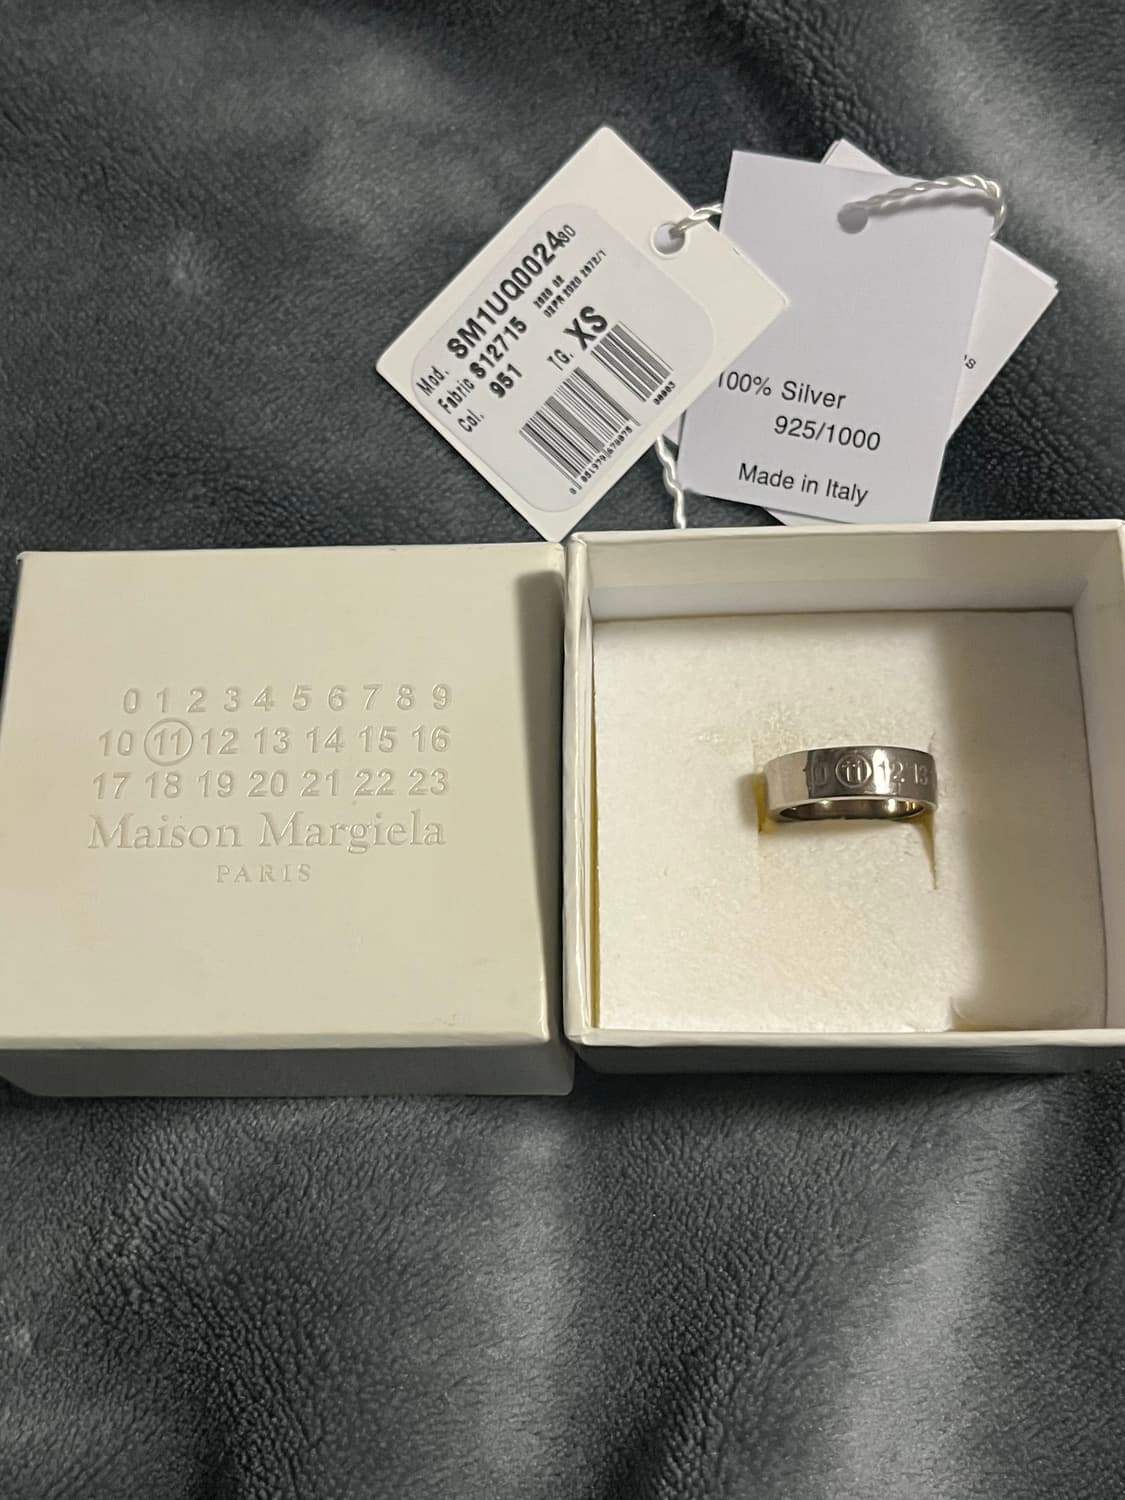 Mod. SM1UQ0024
Fabric S12715
Col. 951 TG. XS
100% Silver
925/1000
Made in Italy
0 1 2 3 4 5 6 7 8 9
10 11 12 13 14 15 16
17 18 19 20 21 22 23
Maison Margiela
PARIS
10 11 12 13